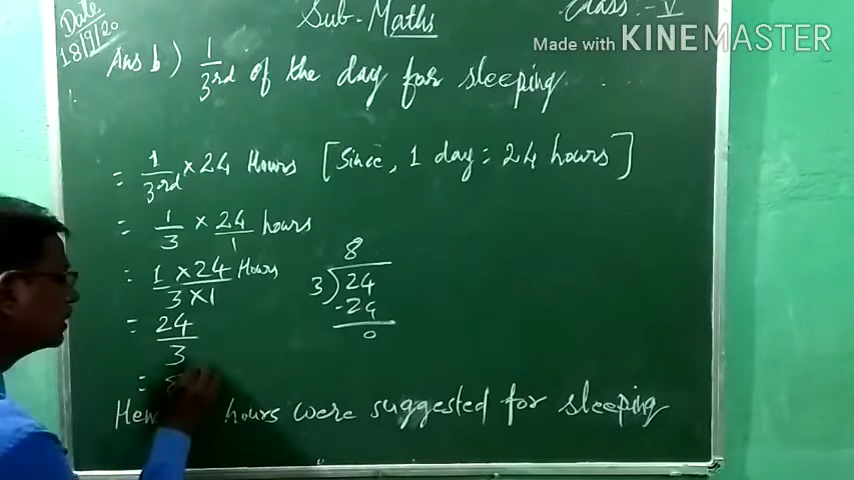 Date
18/9/20
Sub-Maths
Class:-V
Made with KINEMASTER
Ans b) 1/3rd of the day for sleeping
= 1/3rd × 24 Hours [Since, 1 day = 24 hours]
= 1/3 × 24/1 hours
= 1 × 24/3 × 1 Hours
= 24/3
=
8
3)24
-24
0
hours were suggested for sleeping